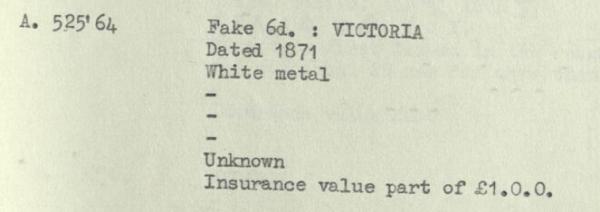 A. 525'64 Fake 6d. : VICTORIA
Dated 1871
White metal
-
-
-
Unknown
Insurance value part of £1.0.0.